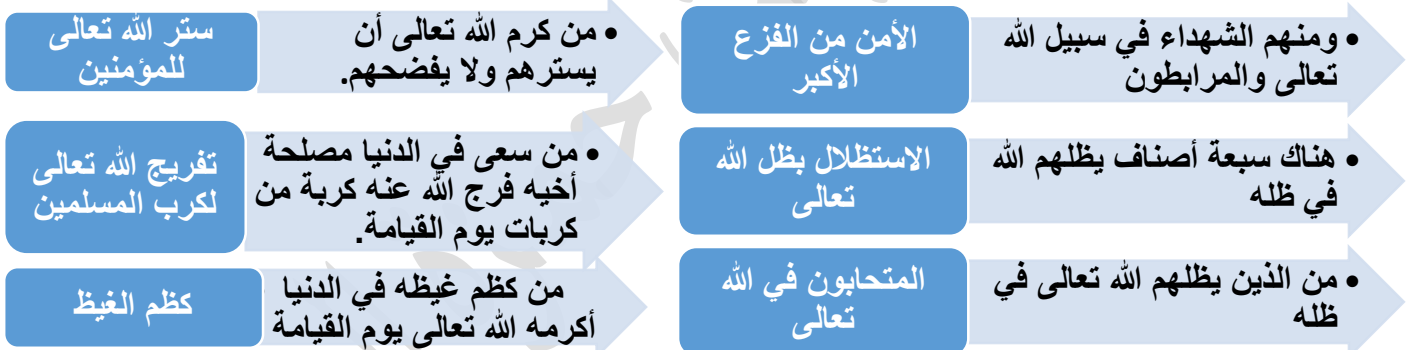 الأمن من الفزع
الأكبر
• ومنهم الشهداء في سبيل الله
تعالى والمرابطون
الاستظلال بظل الله
تعالى
• هناك سبعة أصناف يظلهم الله
في ظله
المتحابون في الله
تعالى
• من الذين يظلهم الله تعالى في
ظله
ستر الله تعالى
للمؤمنين
• من كرم الله تعالى أن
يسترهم ولا يفضحهم.
تفريج الله تعالى
لكرب المسلمين
• من سعى في الدنيا مصلحة
أخيه فرج الله عنه كربة من
كربات يوم القيامة.
كظم الغيظ
من كظم غيظه في الدنيا
أكرمه الله تعالى يوم القيامة